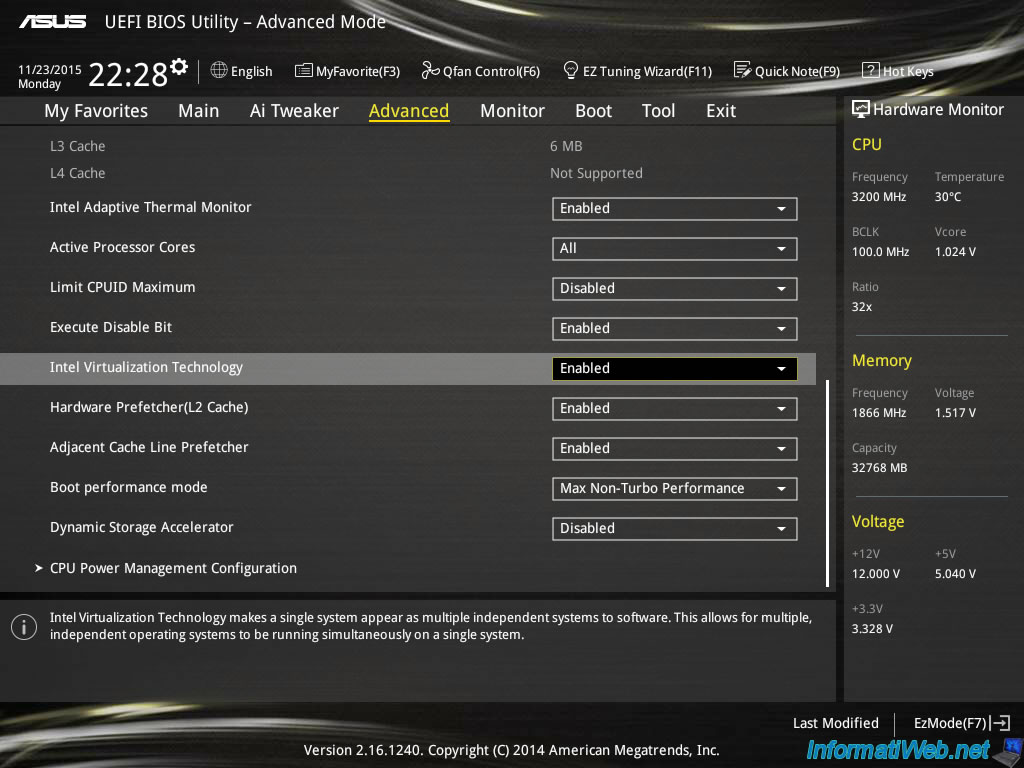 ASUS UEFI BIOS Utility – Advanced Mode
11/23/2015
Monday
22:28
English
MyFavorite(F3)
Qfan Control(F6)
EZ Tuning Wizard(F11)
Quick Note(F9)
? Hot Keys
My Favorites Main Ai Tweaker Advanced Monitor Boot Tool Exit
L3 Cache 6 MB
L4 Cache Not Supported
Intel Adaptive Thermal Monitor Enabled
Active Processor Cores All
Limit CPUID Maximum Disabled
Execute Disable Bit Enabled
Intel Virtualization Technology Enabled
Hardware Prefetcher(L2 Cache) Enabled
Adjacent Cache Line Prefetcher Enabled
Boot performance mode Max Non-Turbo Performance
Dynamic Storage Accelerator Disabled
CPU Power Management Configuration
Intel Virtualization Technology makes a single system appear as multiple independent systems to software. This allows for multiple,
independent operating systems to be running simultaneously on a single system.
Hardware Monitor
CPU
Frequency Temperature
3200 MHz 30°C
BCLK Vcore
100.0 MHz 1.024 V
Ratio
32x
Memory
Frequency Voltage
1866 MHz 1.517 V
Capacity
32768 MB
Voltage
+12V +5V
12.000 V 5.040 V
+3.3V
3.328 V
Last Modified EzMode(F7)
Version 2.16.1240. Copyright (C) 2014 American Megatrends, Inc.
InformatiWeb.net